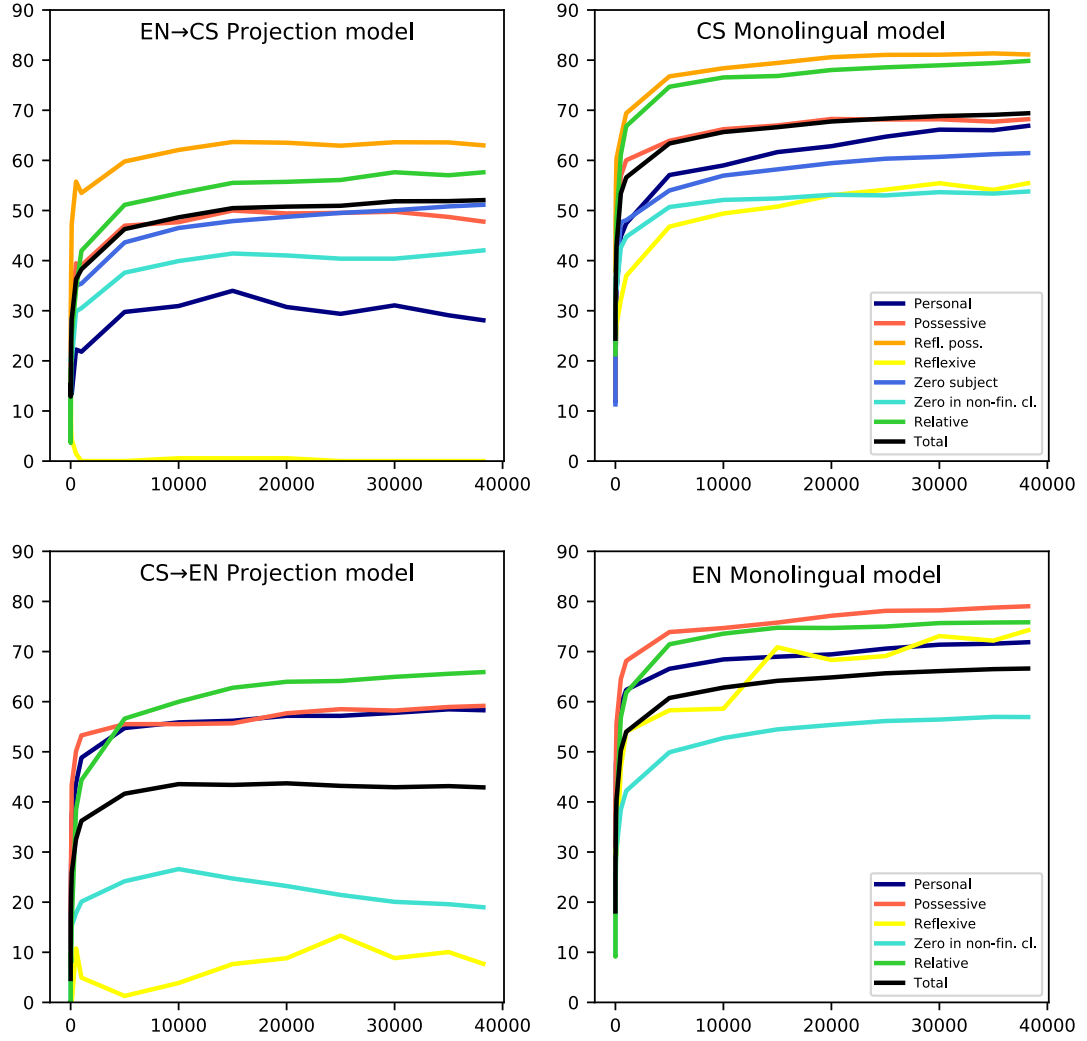 EN→CS Projection model
90
80
70
60
50
40
30
20
10
0
0 10000 20000 30000 40000
CS Monolingual model
90
80
70
60
50
40
30
20
10
0
Personal
Possessive
Refl. poss.
Reflexive
Zero subject
Zero in non-fin. cl.
Relative
Total
0 10000 20000 30000 40000
CS→EN Projection model
90
80
70
60
50
40
30
20
10
0
0 10000 20000 30000 40000
EN Monolingual model
90
80
70
60
50
40
30
20
10
0
Personal
Possessive
Reflexive
Zero in non-fin. cl.
Relative
Total
0 10000 20000 30000 40000